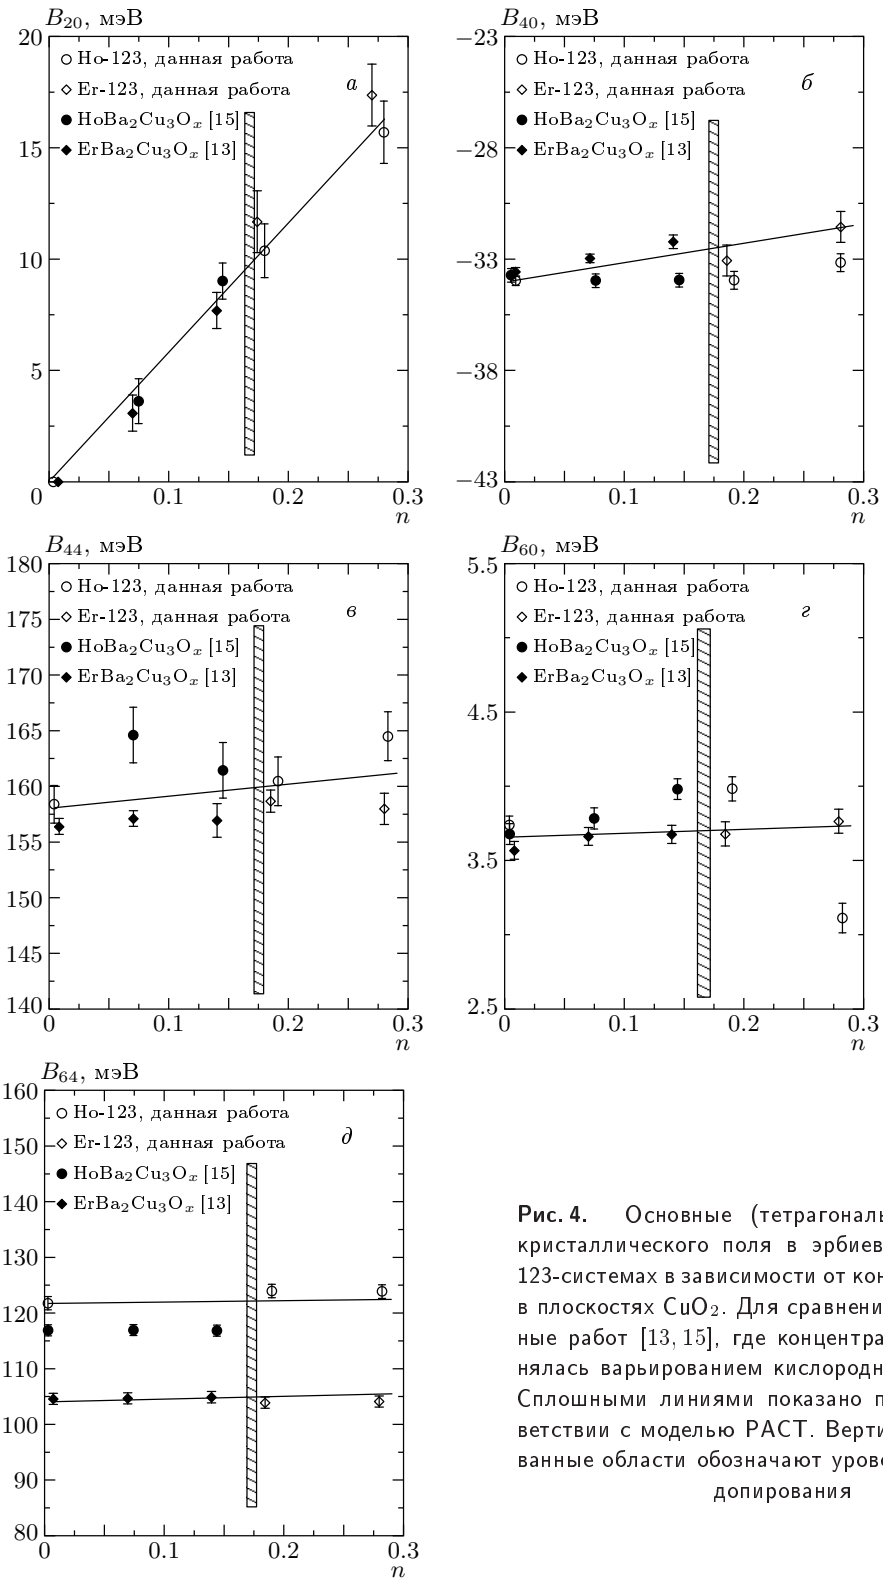 B₂₀, мэВ
20
15
10
5
0
0.1
0.2
0.3
n
Ho-123, данная работа
Er-123, данная работа
HoBa₂Cu₃Oₓ [15]
ErBa₂Cu₃Oₓ [13]
а
B₄₀, мэВ
−23
−28
−33
−38
−43
0
0.1
0.2
0.3
n
Ho-123, данная работа
Er-123, данная работа
HoBa₂Cu₃Oₓ [15]
ErBa₂Cu₃Oₓ [13]
б
B₄₄, мэВ
180
175
170
165
160
155
150
145
140
0
0.1
0.2
0.3
n
Ho-123, данная работа
Er-123, данная работа
HoBa₂Cu₃Oₓ [15]
ErBa₂Cu₃Oₓ [13]
в
B₆₀, мэВ
5.5
4.5
3.5
2.5
0
0.1
0.2
0.3
n
Ho-123, данная работа
Er-123, данная работа
HoBa₂Cu₃Oₓ [15]
ErBa₂Cu₃Oₓ [13]
г
B₆₄, мэВ
160
150
140
130
120
110
100
90
80
0
0.1
0.2
0.3
n
Ho-123, данная работа
Er-123, данная работа
HoBa₂Cu₃Oₓ [15]
ErBa₂Cu₃Oₓ [13]
д
Рис. 4. Основные (тетрагональ
кристаллического поля в эрбиев
123-системах в зависимости от кон
в плоскостях CuO₂. Для сравнени
ные работ [13, 15], где концентра
нялась варьированием кислородн
Сплошными линиями показано п
ветствии с моделью РАСТ. Верти
ванные области обозначают урове
допирования